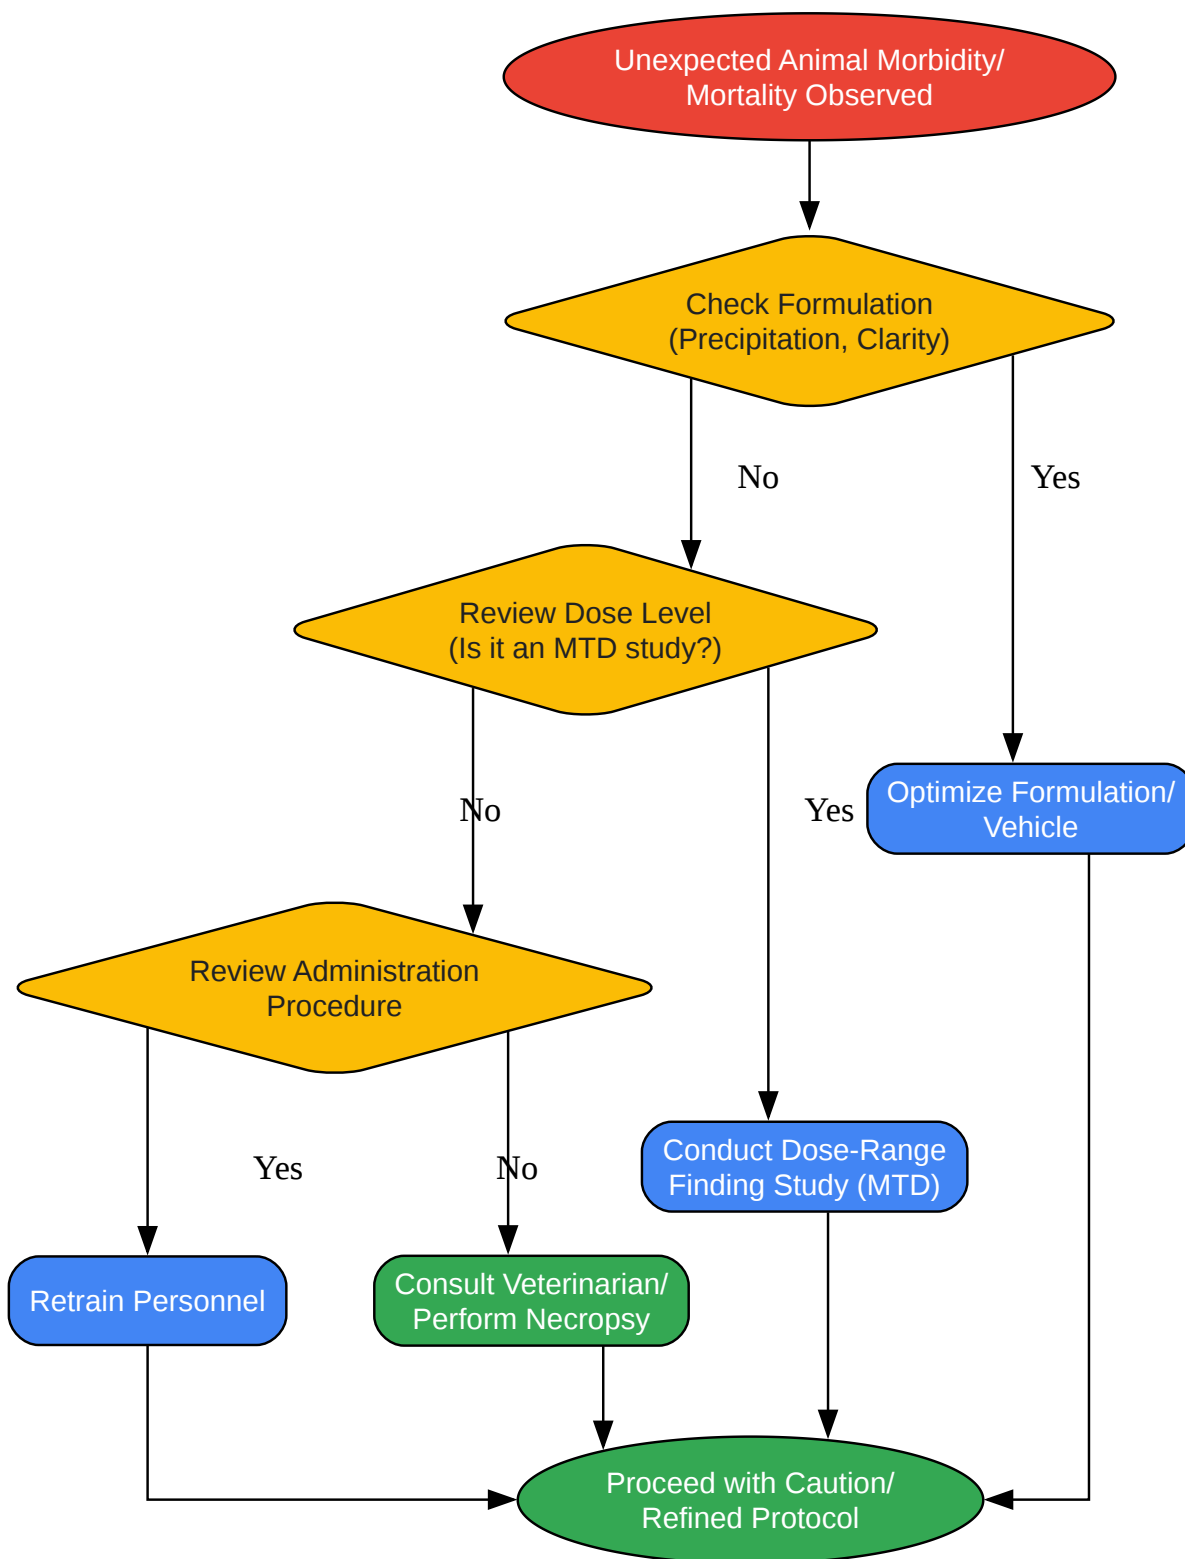 Unexpected Animal Morbidity/
Mortality Observed
Check Formulation
(Precipitation, Clarity)
No
Yes
Review Dose Level
(Is it an MTD study?)
Optimize Formulation/
Vehicle
No
Yes
Review Administration
Procedure
Conduct Dose-Range
Finding Study (MTD)
Yes
No
Retrain Personnel
Consult Veterinarian/
Perform Necropsy
Proceed with Caution/
Refined Protocol